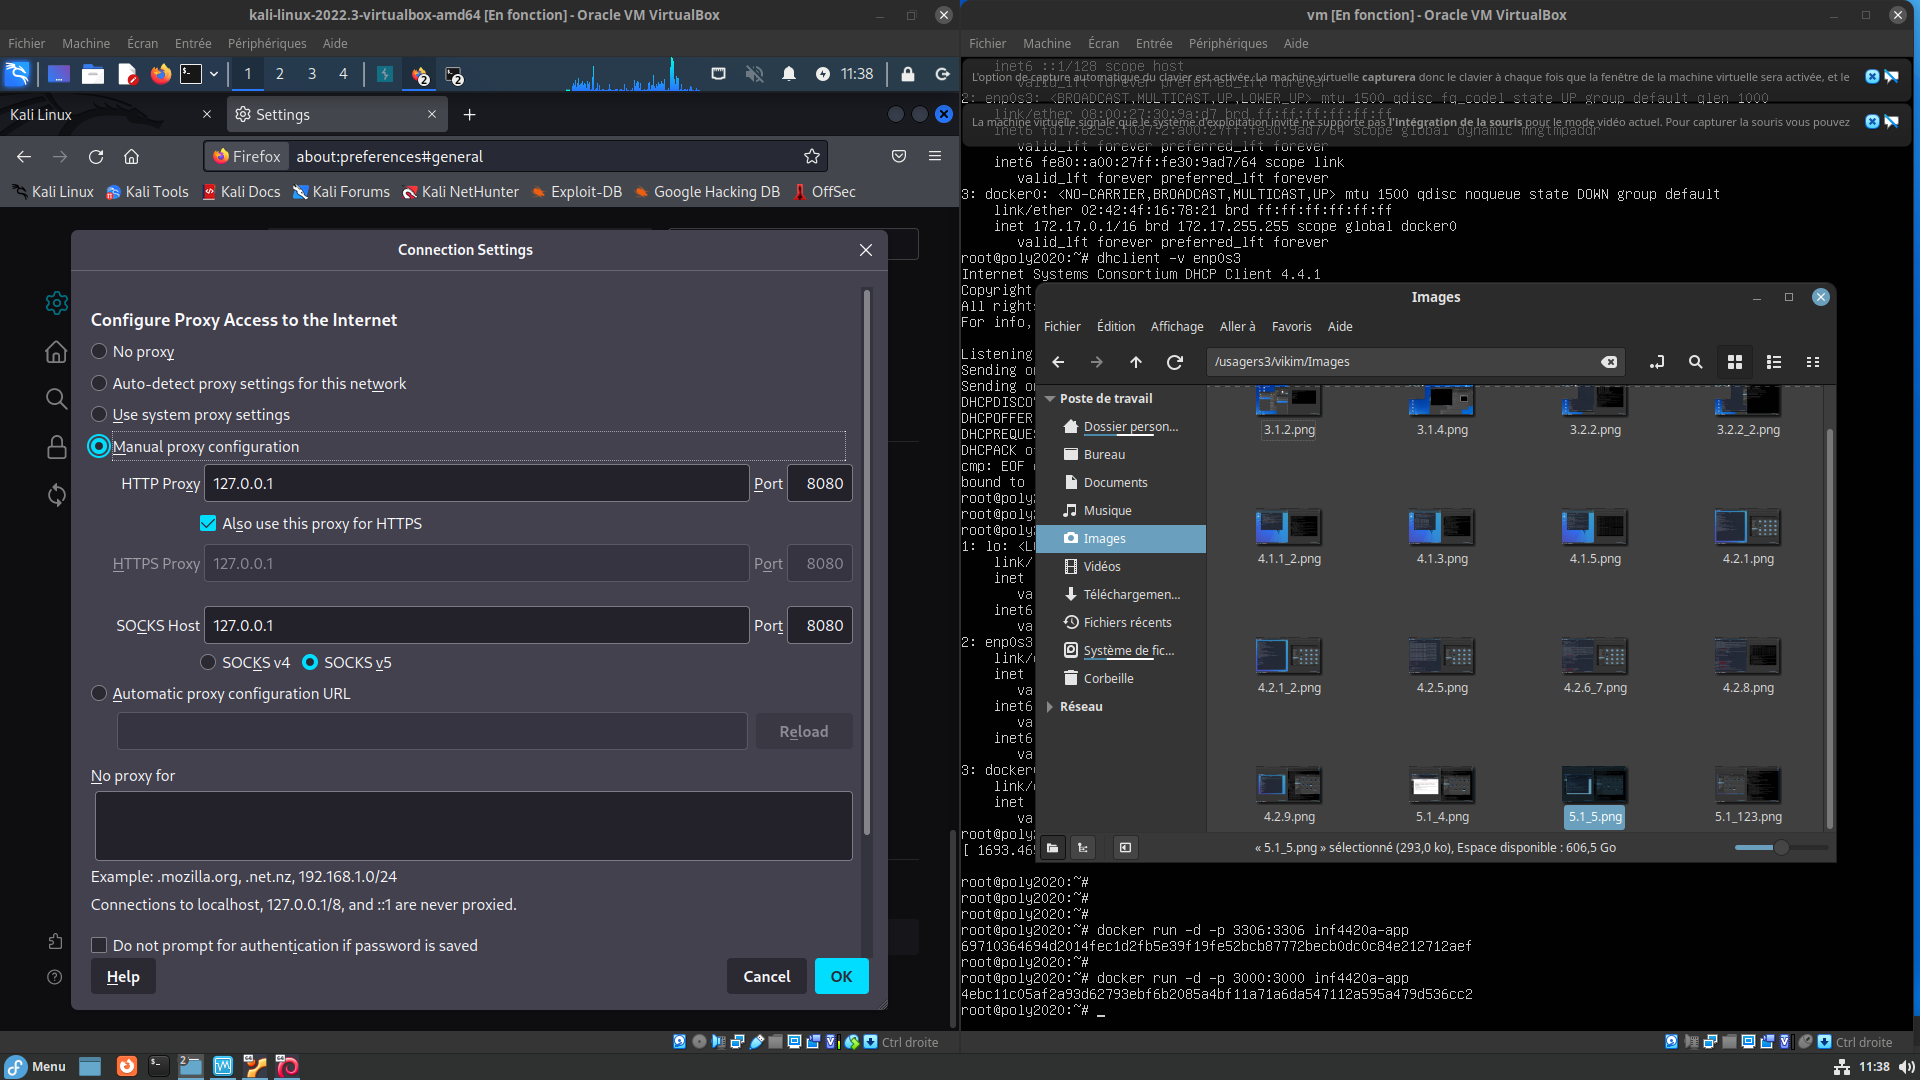 kali-linux-2022.3-virtualbox-amd64 [En fonction] - Oracle VM VirtualBox
Fichier Machine Écran Entrée Périphériques Aide
1 2 3 4 2 2 11:38
Kali Linux
Settings
Firefox about:preferences#general
Kali Linux Kali Tools Kali Docs Kali Forums Kali NetHunter Exploit-DB Google Hacking DB OffSec
Connection Settings
Configure Proxy Access to the Internet
No proxy
Auto-detect proxy settings for this network
Use system proxy settings
Manual proxy configuration
HTTP Proxy 127.0.0.1 Port 8080
Also use this proxy for HTTPS
HTTPS Proxy 127.0.0.1 Port 8080
SOCKS Host 127.0.0.1 Port 8080
SOCKS v4 SOCKS v5
Automatic proxy configuration URL
Reload
No proxy for
Example: .mozilla.org, .net.nz, 192.168.1.0/24
Connections to localhost, 127.0.0.1/8, and ::1 are never proxied.
Do not prompt for authentication if password is saved
Help Cancel OK
Ctrl droite
vm [En fonction] - Oracle VM VirtualBox
Fichier Machine Écran Entrée Périphériques Aide
inet6 ::1/128 scope host
L'option de capture automatique du clavier est activée. La machine virtuelle capturera donc le clavier à chaque fois que la fenêtre de la machine virtuelle sera activée, et le
valid_lft forever preferred_lft forever
2: enp0s3: <BROADCAST,MULTICAST,UP,LOWER_UP> mtu 1500 qdisc fq_codel state UP group default qlen 1000
link/ether 08:00:27:30:9a:d7 brd ff:ff:ff:ff:ff:ff
La machine virtuelle signale que le système d'exploitation invité ne supporte pas l'intégration de la souris pour le mode vidéo actuel. Pour capturer la souris vous pouvez
valid_lft forever preferred_lft forever
inet6 fe80::a00:27ff:fe30:9ad7/64 scope link
valid_lft forever preferred_lft forever
3: docker0: <NO-CARRIER,BROADCAST,MULTICAST,UP> mtu 1500 qdisc noqueue state DOWN group default
link/ether 02:42:4f:16:78:21 brd ff:ff:ff:ff:ff:ff
inet 172.17.0.1/16 brd 172.17.255.255 scope global docker0
valid_lft forever preferred_lft forever
root@poly2020:~# dhclient -v enp0s3
Internet Systems Consortium DHCP Client 4.4.1
Copyright
All right
For info,
Listening
Sending o
Sending o
DHCPDISCO
DHCPOFFER
DHCPREQUE
DHCPACK o
cmp: EOF
bound to
root@poly
root@poly
root@poly
1: lo: <L
link/
inet
va
inet6
va
2: enp0s3
link/
inet
va
inet6
va
inet6
va
3: docker
link/
inet
va
root@poly
[ 1693.46
root@poly2020:~#
root@poly2020:~#
root@poly2020:~#
root@poly2020:~# docker run -d -p 3306:3306 inf4420a-app
69710364694d2014fec1d2fb5e39f19fe52bcb87772becb0dc0c84e212712aef
root@poly2020:~#
root@poly2020:~# docker run -d -p 3000:3000 inf4420a-app
4ebc11c05af2a93d62793ebf6b2085a4bf11a71a6da547112a595a479d536cc2
root@poly2020:~# _
Images
Fichier Édition Affichage Aller à Favoris Aide
/usagers3/vikim/Images
Poste de travail
Dossier person...
Bureau
Documents
Musique
Images
Vidéos
Téléchargemen...
Fichiers récents
Système de fic...
Corbeille
Réseau
3.1.2.png 3.1.4.png 3.2.2.png 3.2.2_2.png
4.1.1_2.png 4.1.3.png 4.1.5.png 4.2.1.png
4.2.1_2.png 4.2.5.png 4.2.6_7.png 4.2.8.png
4.2.9.png 5.1_4.png 5.1_5.png 5.1_123.png
« 5.1_5.png » sélectionné (293,0 ko), Espace disponible : 606,5 Go
Ctrl droite
Menu 2 11:38